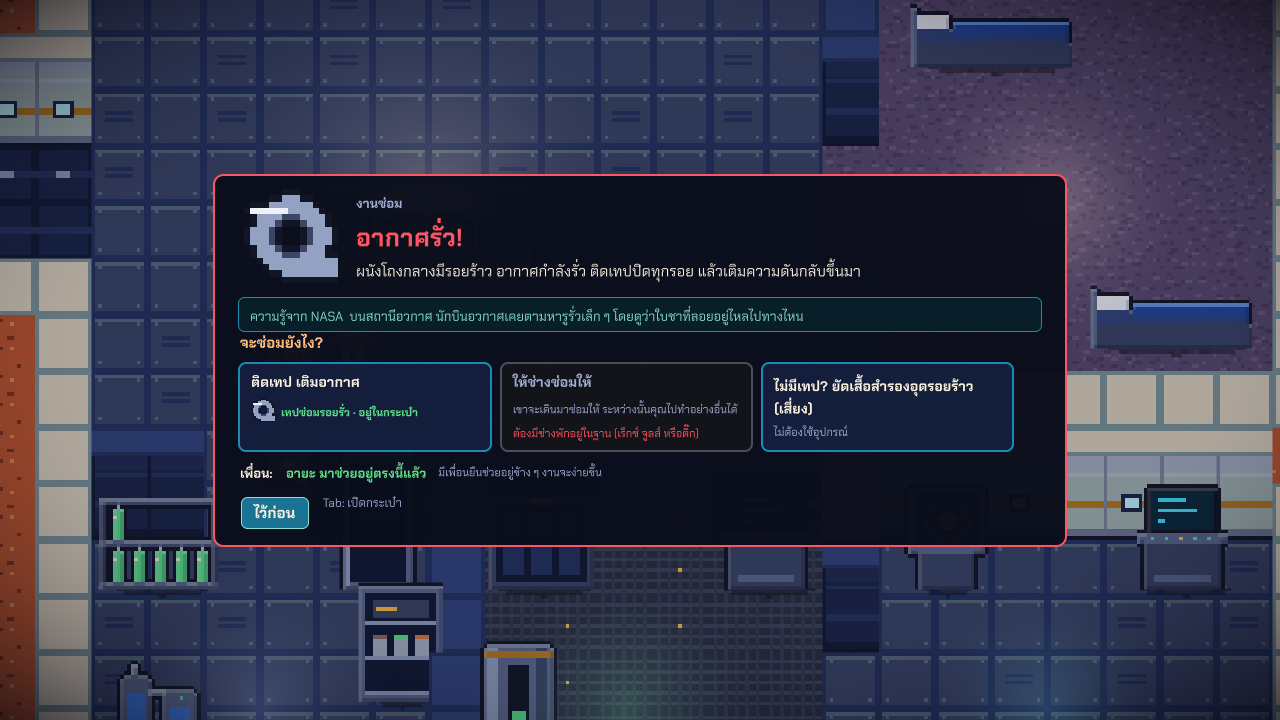 งานซ่อม
อากาศรั่ว!
ผนังโถงกลางมีรอยร้าว อากาศกำลังรั่ว ติดเทปปิดทุกรอย แล้วเติมความดันกลับขึ้นมา
ความรู้จาก NASA บนสถานีอวกาศ นักบินอวกาศเคยตามหารูรั่วเล็ก ๆ โดยดูว่าใบชาที่ลอยอยู่ไหลไปทางไหน
จะซ่อมยังไง?
ติดเทป เติมอากาศ
เทปซ่อมรอยรั่ว · อยู่ในกระเป๋า
ให้ช่างซ่อมให้
เขาจะเดินมาซ่อมให้ ระหว่างนั้นคุณไปทำอย่างอื่นได้
ต้องมีช่างพักอยู่ในฐาน (เร็กซ์ จูลส์ หรือติ๊ก)
ไม่มีเทป? ยัดเสื้อสำรองอุดรอยร้าว
(เสี่ยง)
ไม่ต้องใช้อุปกรณ์
เพื่อน: อายะ มาช่วยอยู่ตรงนี้แล้ว มีเพื่อนยืนช่วยอยู่ข้าง ๆ งานจะง่ายขึ้น
ไว้ก่อน Tab: เปิดกระเป๋า